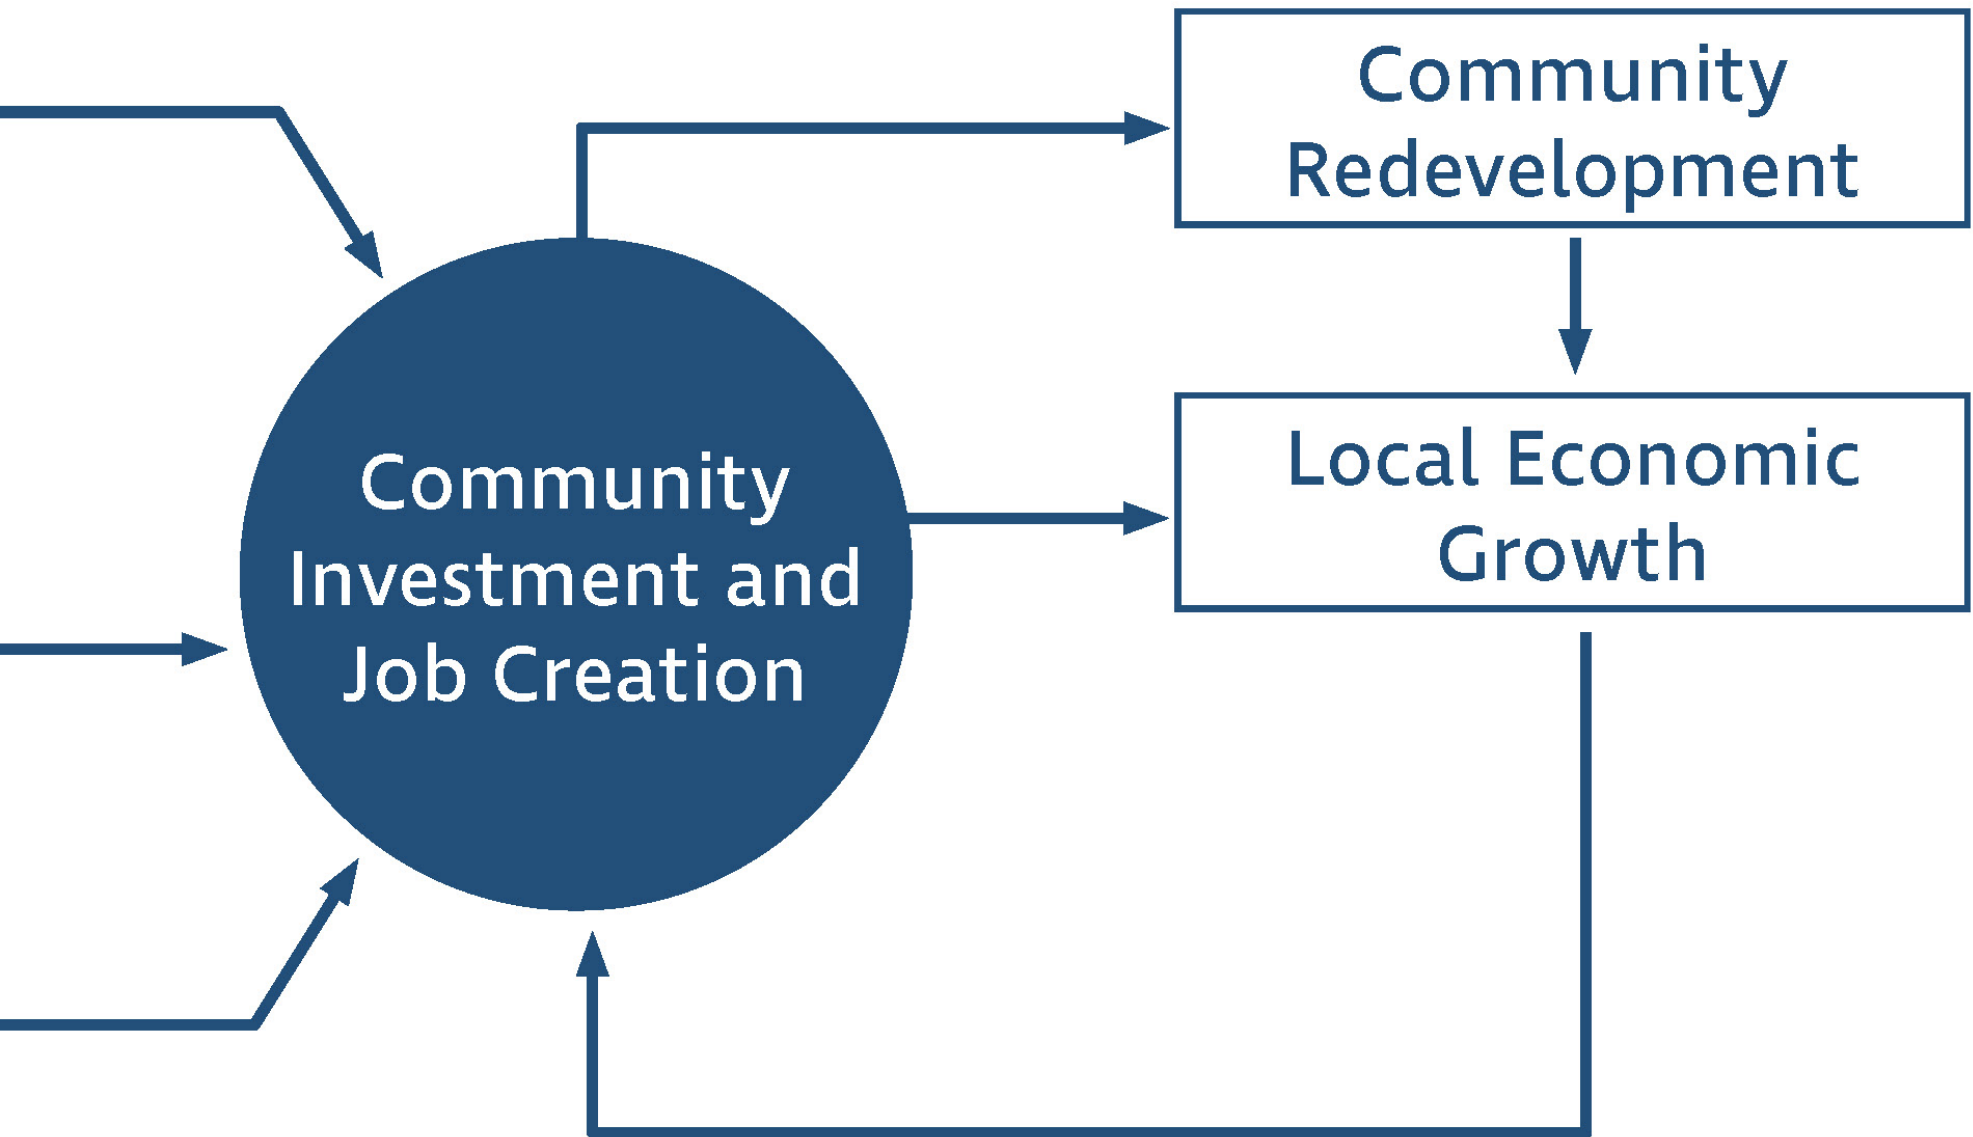 Community
Redevelopment
Local Economic
Growth
Community
Investment and
Job Creation